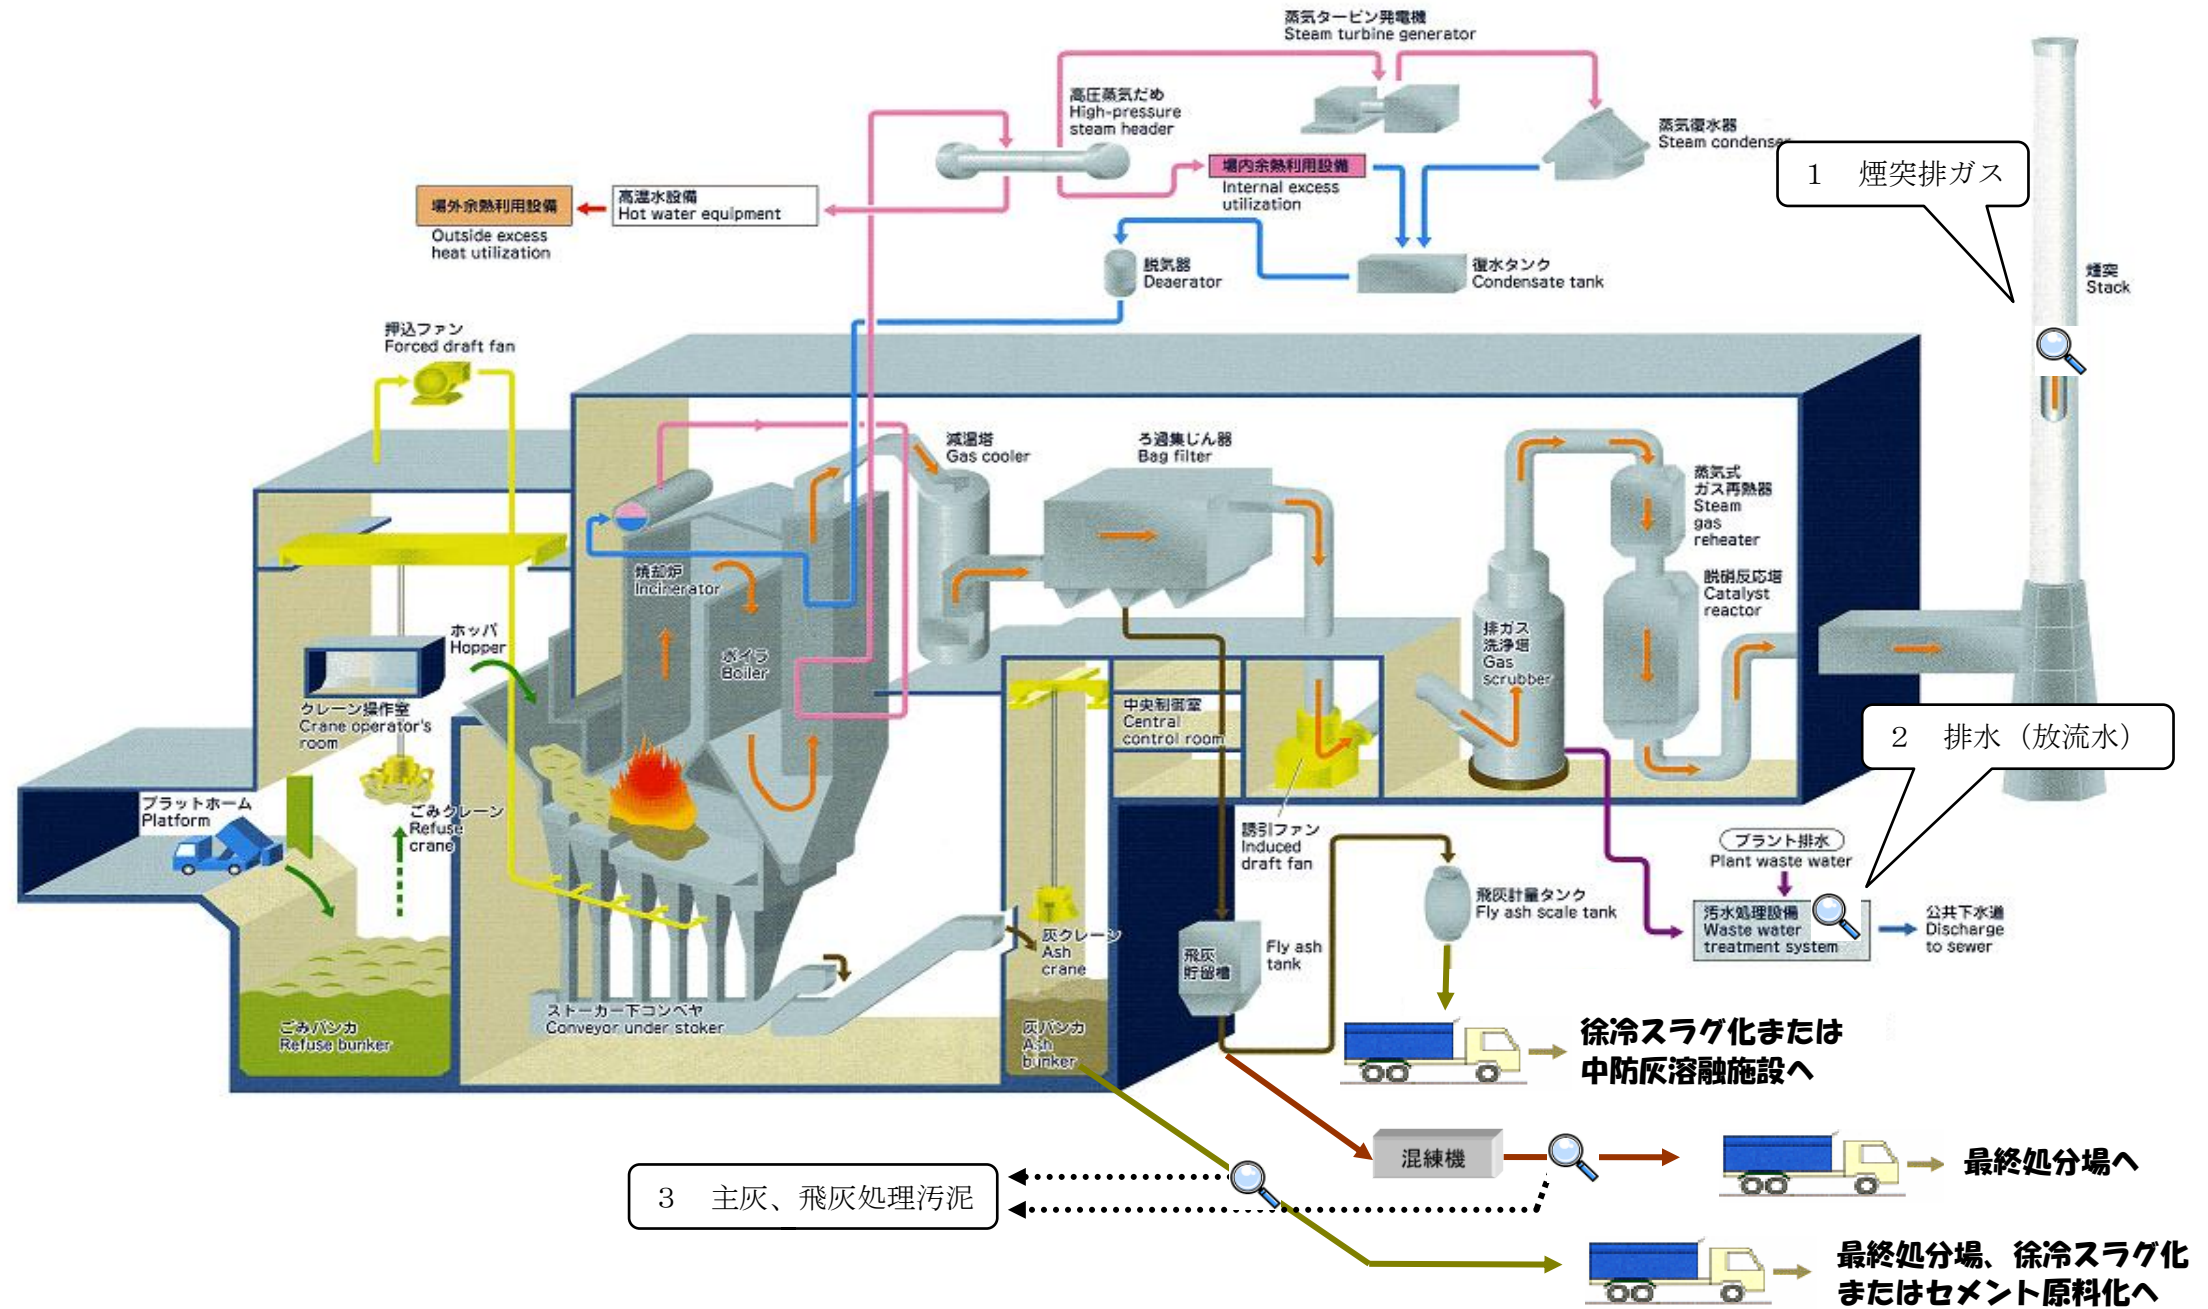 蒸気タービン発電機
Steam turbine generator
高圧蒸気だめ
High-pressure
steam header
蒸気復水器
Steam condenser
1 煙突排ガス
場内余熱利用設備
Internal excess
utilization
場外余熱利用設備
Outside excess
heat utilization
高温水設備
Hot water equipment
脱気器
Deaerator
復水タンク
Condensate tank
煙突
Stack
押込ファン
Forced draft fan
減温塔
Gas cooler
ろ過集じん器
Bag filter
蒸気式
ガス再熱器
Steam
gas
reheater
焼却炉
Incinerator
脱硝反応塔
Catalyst
reactor
ホッパ
Hopper
ボイラ
Boiler
排ガス
洗浄塔
Gas
scrubber
クレーン操作室
Crane operator's
room
中央制御室
Central
control room
2 排水（放流水）
プラットホーム
Platform
ごみクレーン
Refuse
crane
誘引ファン
Induced
draft fan
プラント排水
Plant waste water
飛灰計量タンク
Fly ash scale tank
汚水処理設備
Waste water
treatment system
公共下水道
Discharge
to sewer
灰クレーン
Ash
crane
飛灰
貯留槽
Fly ash
tank
ストーカー下コンベヤ
Conveyor under stoker
ごみバンカ
Refuse bunker
灰バンカ
Ash
bunker
徐冷スラグ化または
中防灰溶融施設へ
混練機
最終処分場へ
3 主灰、飛灰処理汚泥
最終処分場、徐冷スラグ化
またはセメント原料化へ